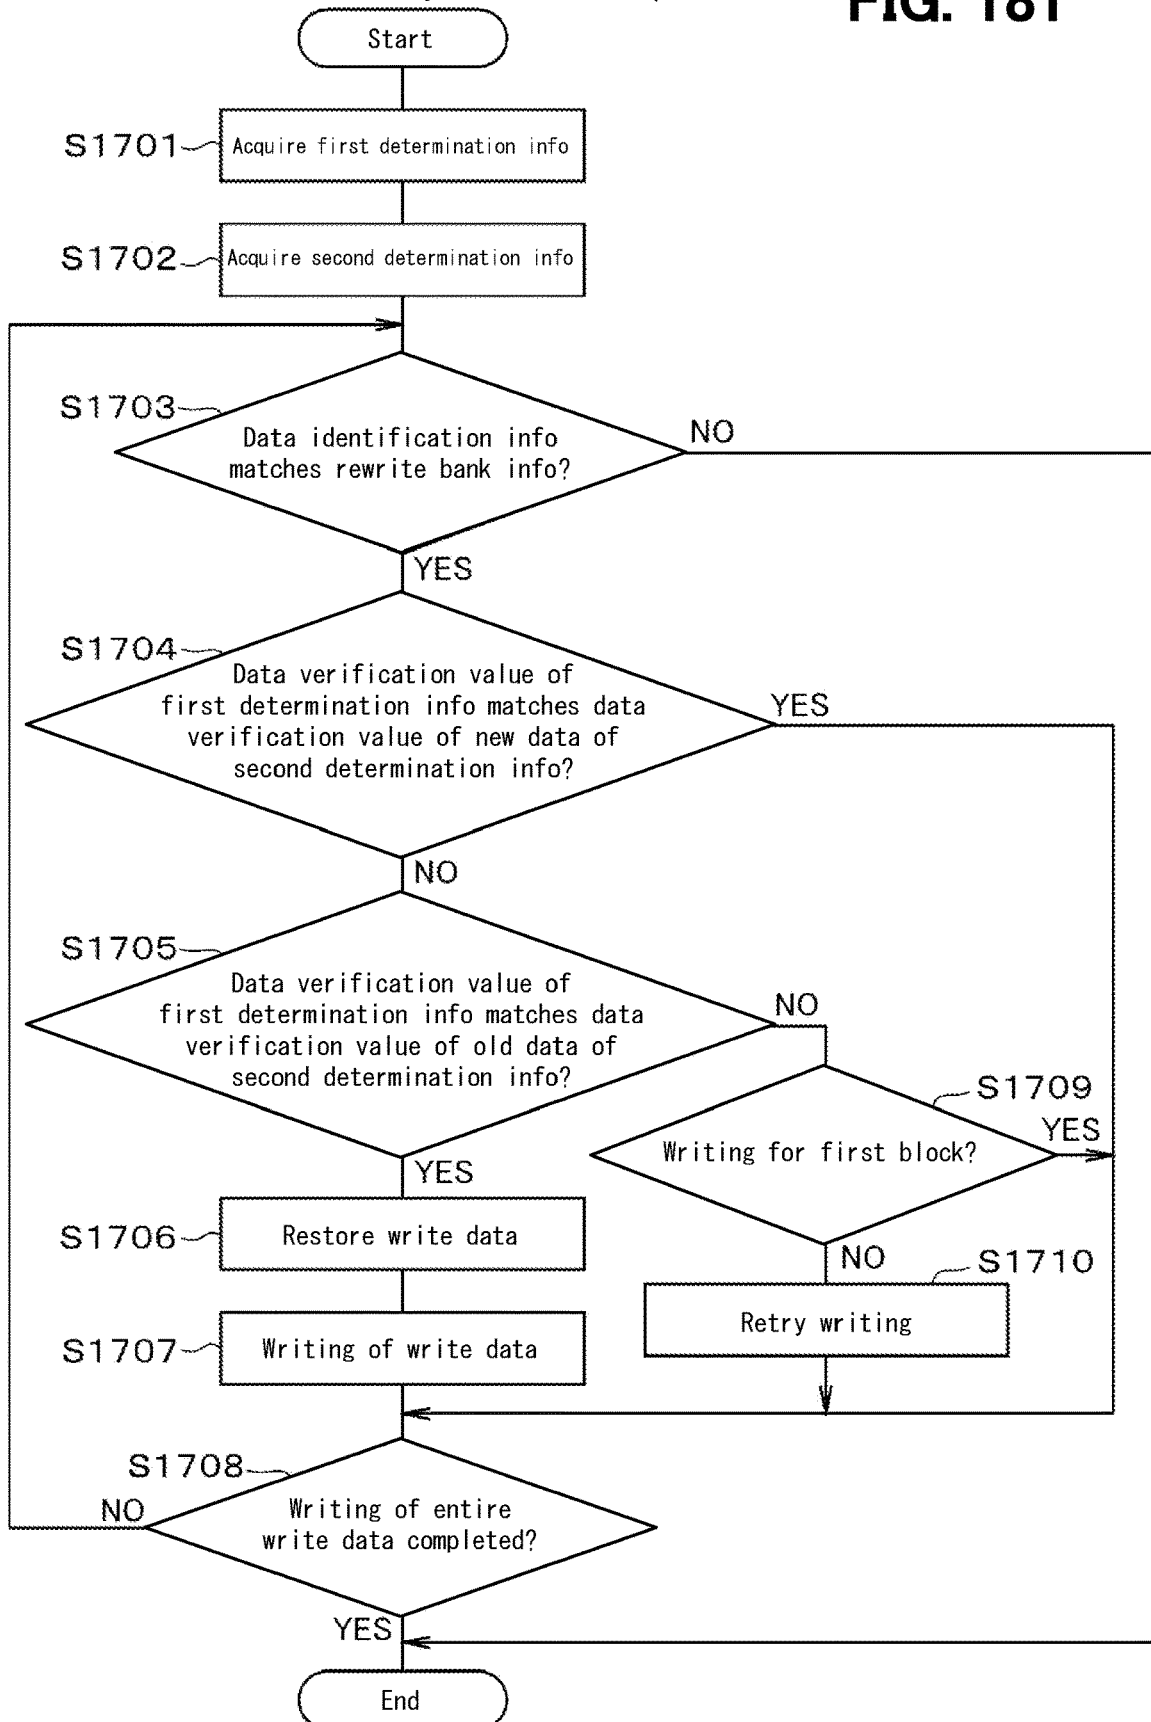 FIG. 181
Start
S1701
Acquire first determination info
S1702
Acquire second determination info
S1703
Data identification info
matches rewrite bank info?
NO
YES
S1704
Data verification value of
first determination info matches data
verification value of new data of
second determination info?
YES
NO
S1705
Data verification value of
first determination info matches data
verification value of old data of
second determination info?
NO
S1709
Writing for first block?
YES
YES
S1706
Restore write data
NO
S1710
Retry writing
S1707
Writing of write data
S1708
Writing of entire
write data completed?
NO
YES
End